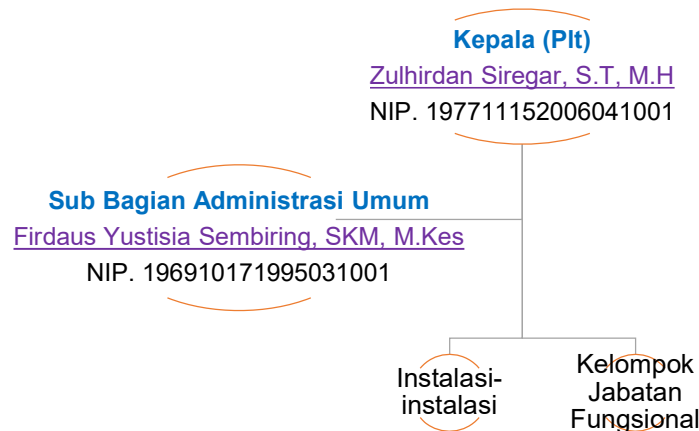 Kepala (Plt)
Zulhirdan Siregar, S.T, M.H
NIP. 197711152006041001
Sub Bagian Administrasi Umum
Firdaus Yustisia Sembiring, SKM, M.Kes
NIP. 196910171995031001
Instalasi-
instalasi
Kelompok
Jabatan
Fungsional